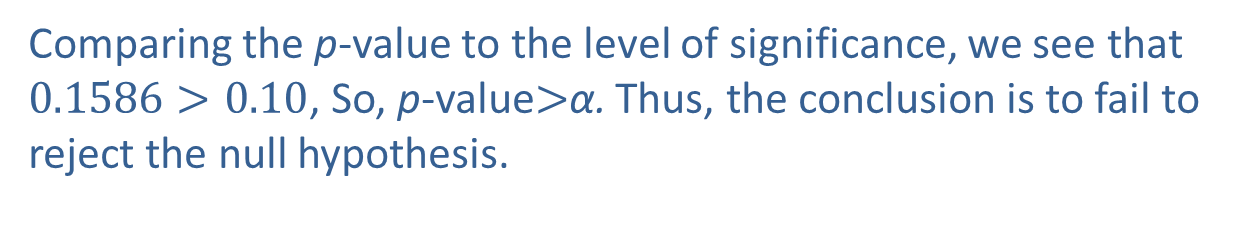 Comparing the p-value to the level of significance, we see that
0.1586 > 0.10, So, p-value>α. Thus, the conclusion is to fail to
reject the null hypothesis.